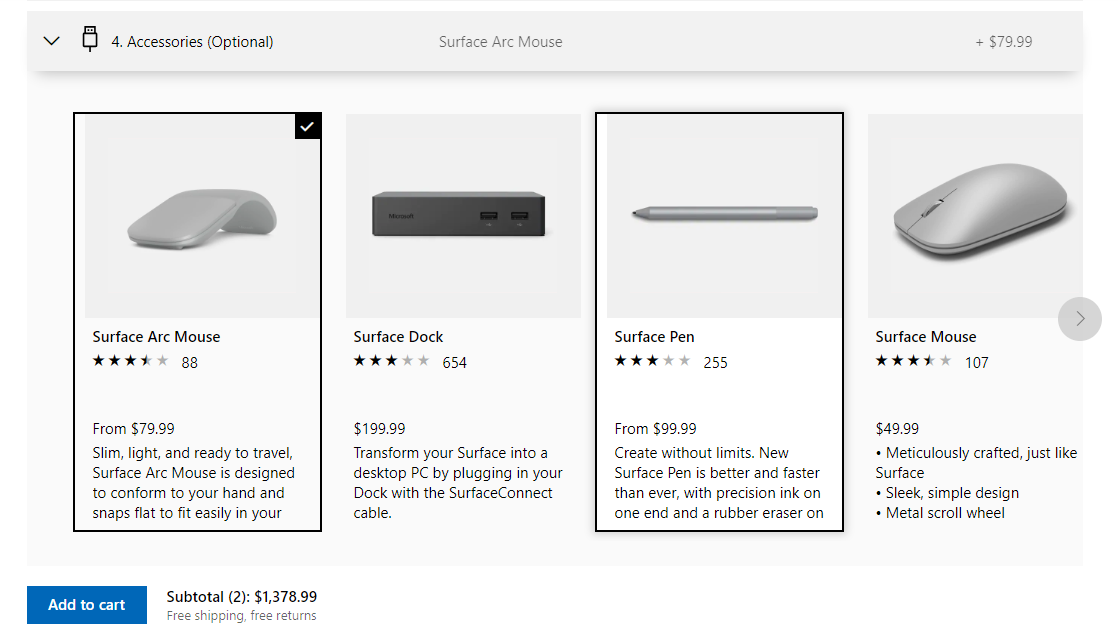 4. Accessories (Optional)
Surface Arc Mouse
+ $79.99
Microsoft
Surface Arc Mouse
88
From $79.99
Slim, light, and ready to travel,
Surface Arc Mouse is designed
to conform to your hand and
snaps flat to fit easily in your
Surface Dock
654
$199.99
Transform your Surface into a
desktop PC by plugging in your
Dock with the SurfaceConnect
cable.
Surface Pen
255
From $99.99
Create without limits. New
Surface Pen is better and faster
than ever, with precision ink on
one end and a rubber eraser on
Surface Mouse
107
$49.99
• Meticulously crafted, just like
Surface
• Sleek, simple design
• Metal scroll wheel
Add to cart
Subtotal (2): $1,378.99
Free shipping, free returns